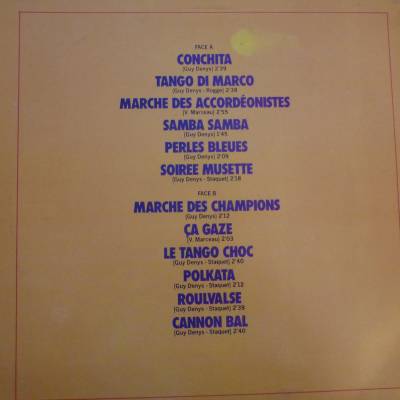 FACE A
CONCHITA
(Guy Denys) 2'39
TANGO DI MARCO
(Guy Denys - Rogge) 2'38
MARCHE DES ACCORDÉONISTES
(V. Marceau) 2'55
SAMBA SAMBA
(Guy Denys) 1'45
PERLES BLEUES
(Guy Denys) 2'09
SOIREE MUSETTE
(Guy Denys - Staquet) 2'18
FACE B
MARCHE DES CHAMPIONS
(Guy Denys) 2'12
ÇA GAZE
(V. Marceau) 2'03
LE TANGO CHOC
(Guy Denys - Staquet) 2'40
POLKATA
(Guy Denys - Staquet) 2'12
ROULVALSE
(Guy Denys - Staquet) 2'39
CANNON BAL
(Guy Denys - Staquet) 2'40